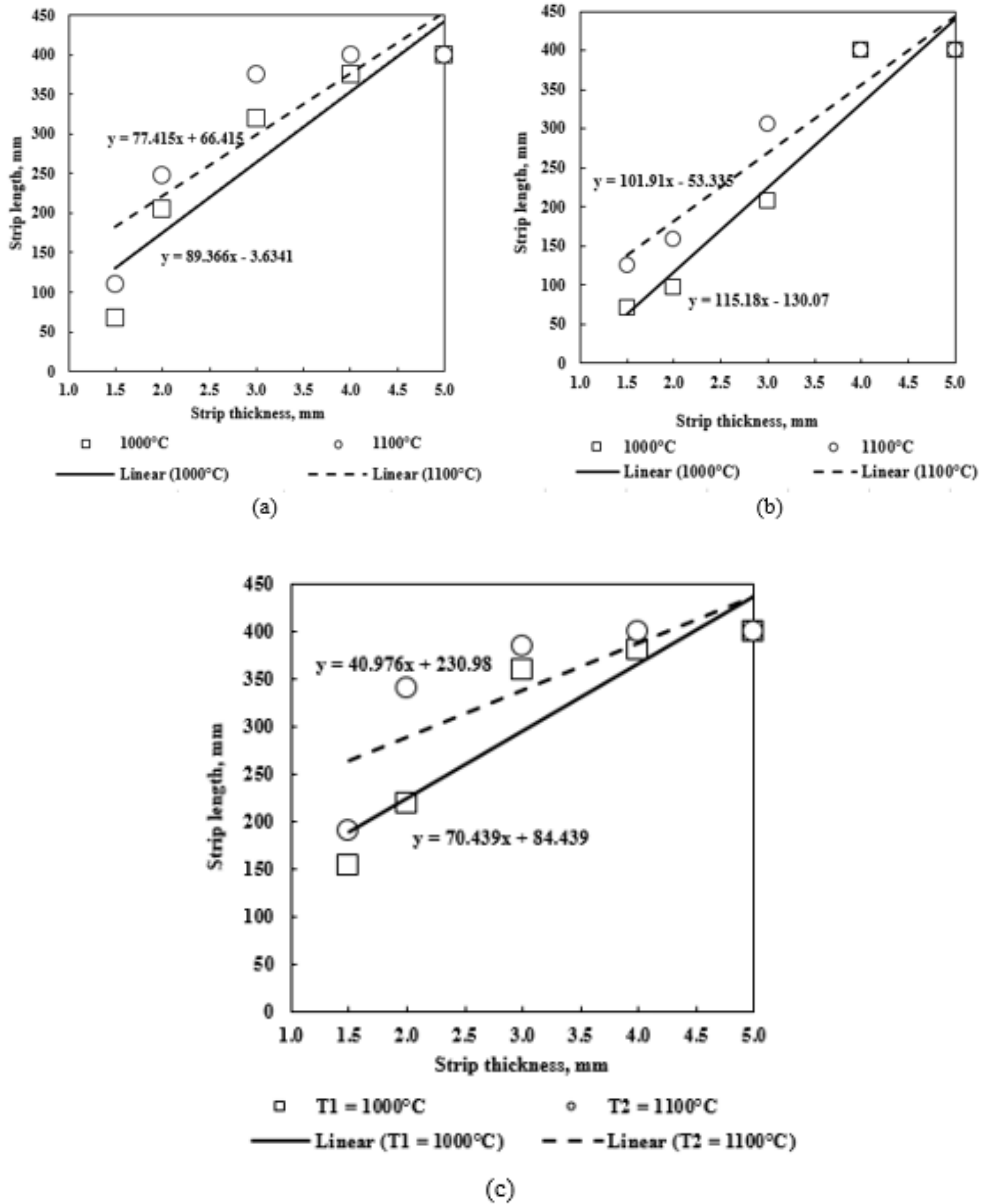 450
400
350
300
250
200
150
100
50
0
Strip length, mm
y = 77.415x + 66.415
y = 89.366x - 3.6341
1.0 1.5 2.0 2.5 3.0 3.5 4.0 4.5 5.0
Strip thickness, mm
1000°C 1100°C
Linear (1000°C) Linear (1100°C)
(a)
450
400
350
300
250
200
150
100
50
0
Strip length, mm
y = 101.91x - 53.335
y = 115.18x - 130.07
1.0 1.5 2.0 2.5 3.0 3.5 4.0 4.5 5.0
Strip thickness, mm
1000°C 1100°C
Linear (1000°C) Linear (1100°C)
(b)
450
400
350
300
250
200
150
100
50
0
Strip length, mm
y = 40.976x + 230.98
y = 70.439x + 84.439
1.0 1.5 2.0 2.5 3.0 3.5 4.0 4.5 5.0
Strip thickness, mm
T1 = 1000°C T2 = 1100°C
Linear (T1 = 1000°C) Linear (T2 = 1100°C)
(c)